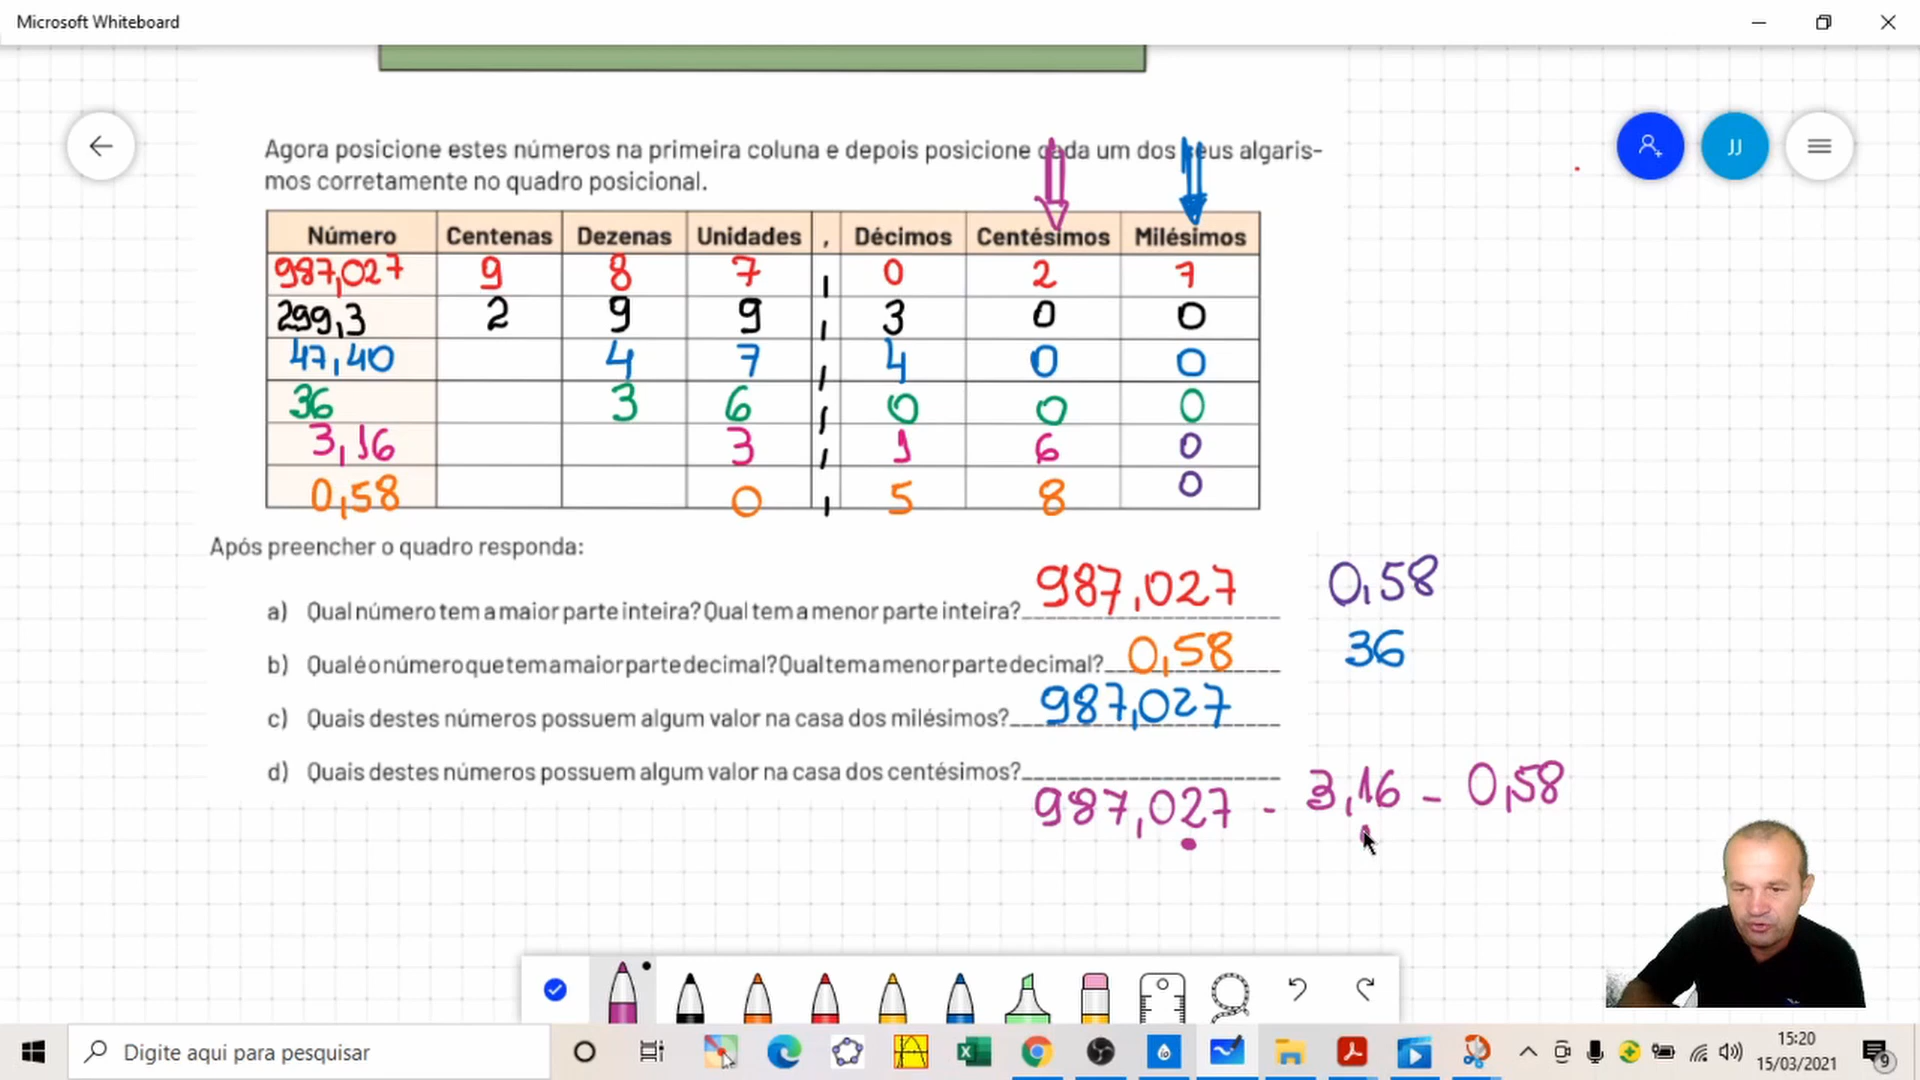 Microsoft Whiteboard
Agora posicione estes números na primeira coluna e depois posicione cada um dos seus algaris-
mos corretamente no quadro posicional.
JJ
Número Centenas Dezenas Unidades , Décimos Centésimos Milésimos
987,027 9 8 7 , 0 2 7
299,3 2 9 9 , 3 0 0
47,40 4 7 , 4 0 0
36 3 6 , 0 0 0
3,16 3 , 1 6 0
0,58 0 , 5 8 0
Após preencher o quadro responda:
a) Qual número tem a maior parte inteira? Qual tem a menor parte inteira? 987,027 0,58
b) Qual é o número que tem a maior parte decimal? Qual tem a menor parte decimal? 0,58 36
c) Quais destes números possuem algum valor na casa dos milésimos? 987,027
d) Quais destes números possuem algum valor na casa dos centésimos?
987,027 - 3,16 - 0,58
Digite aqui para pesquisar
15:20
15/03/2021
9